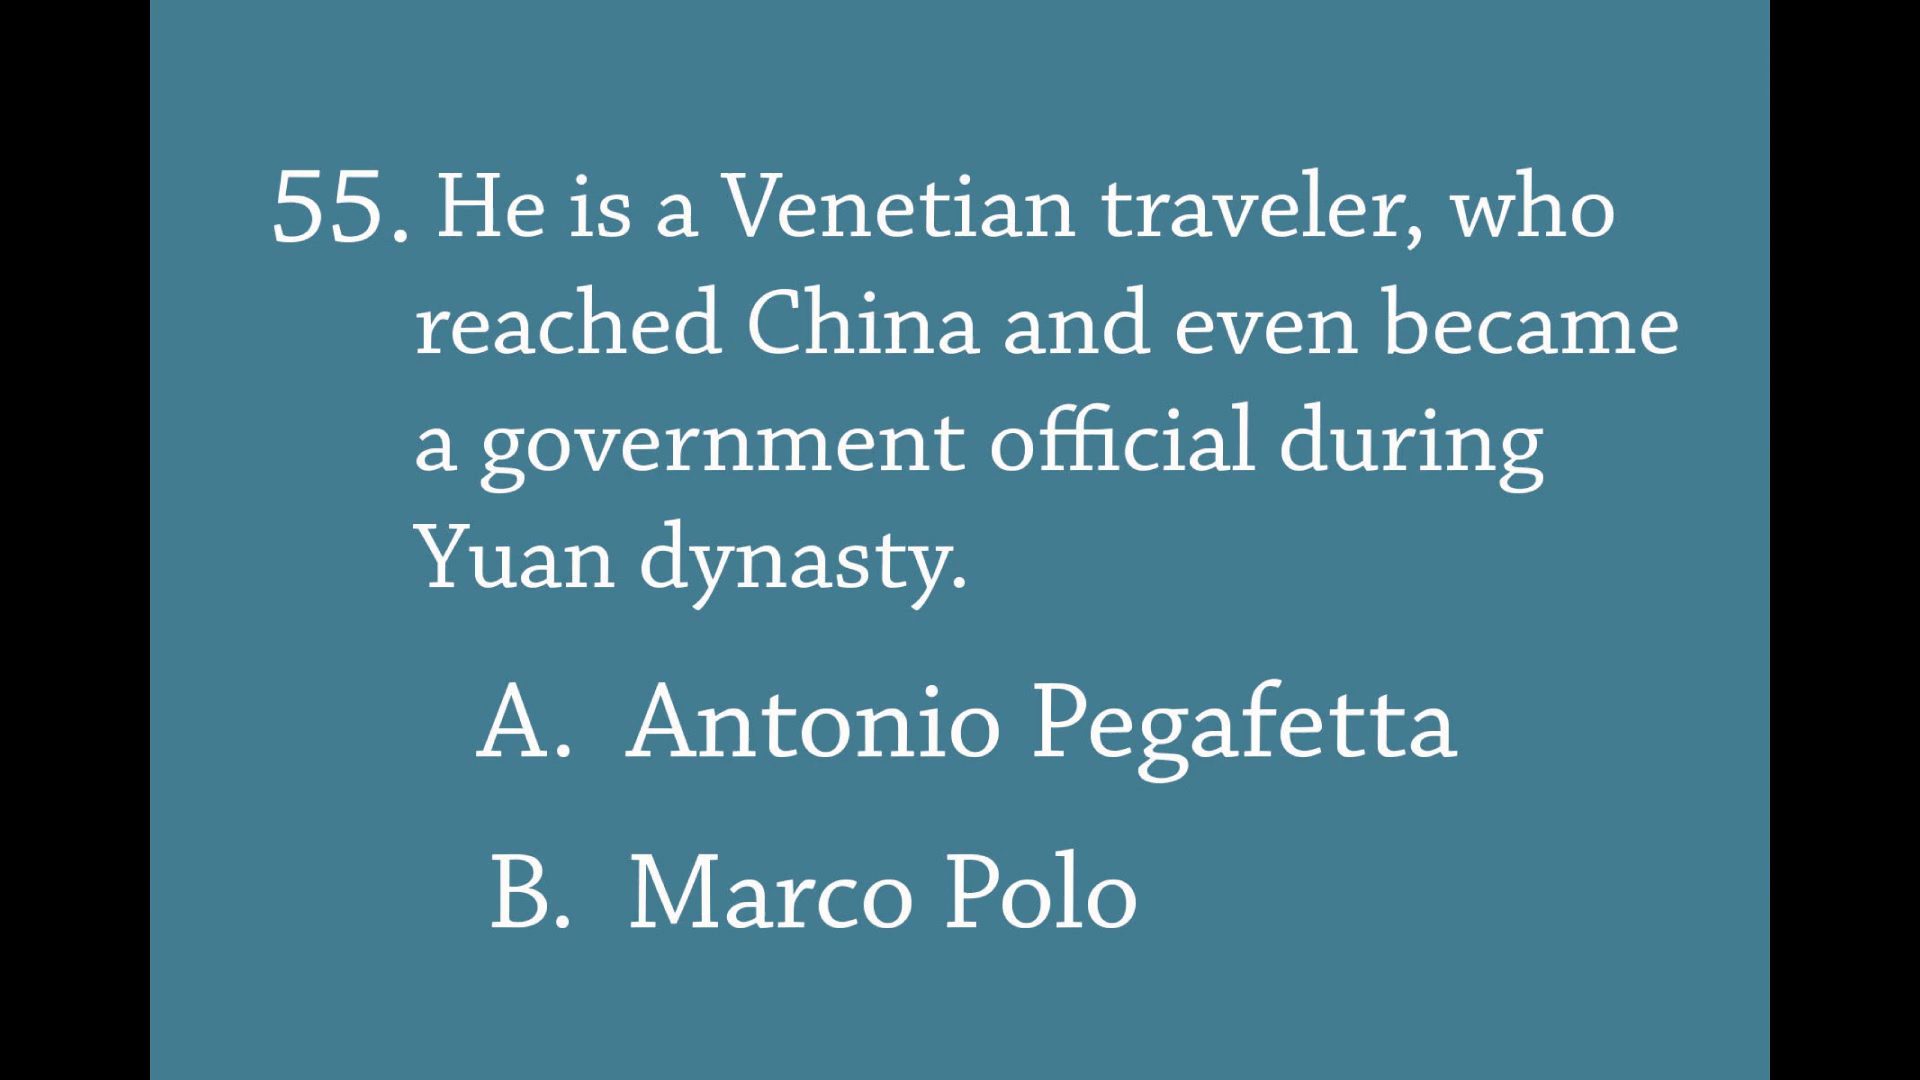 55. He is a Venetian traveler, who
reached China and even became
a government official during
Yuan dynasty.
A. Antonio Pegafetta
B. Marco Polo